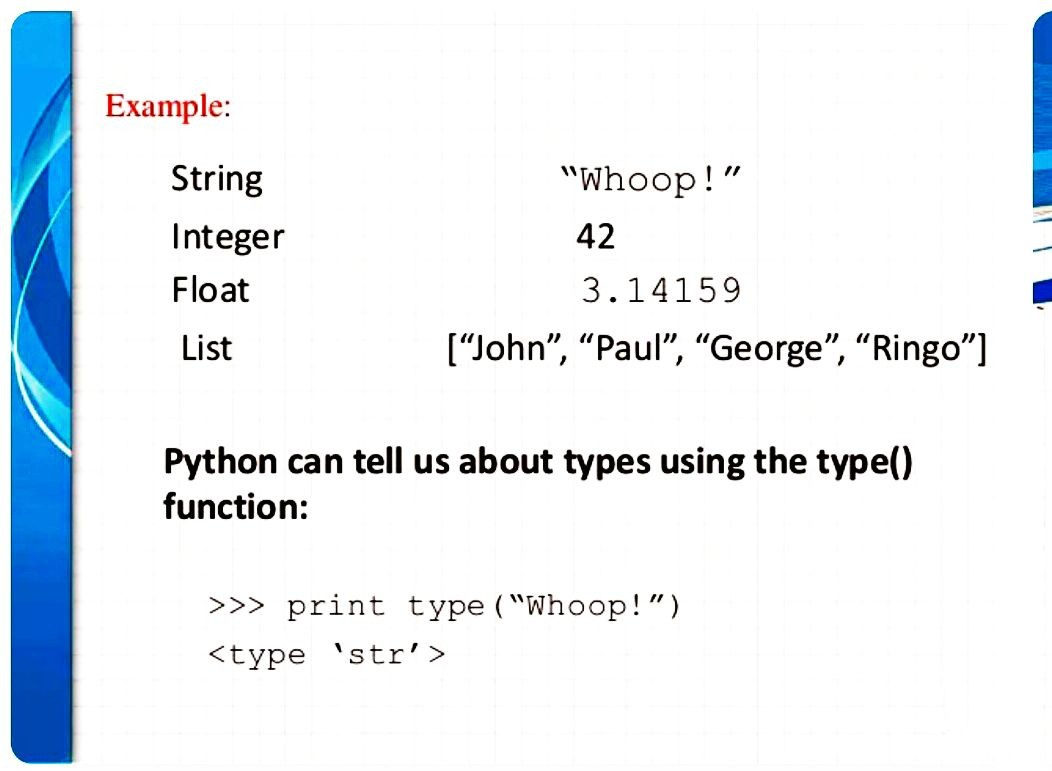 Example:
String “Whoop!”
Integer 42
Float 3.14159
List [“John”, “Paul”, “George”, “Ringo”]
Python can tell us about types using the type()
function:
>>> print type(“Whoop!”)
<type ‘str’>